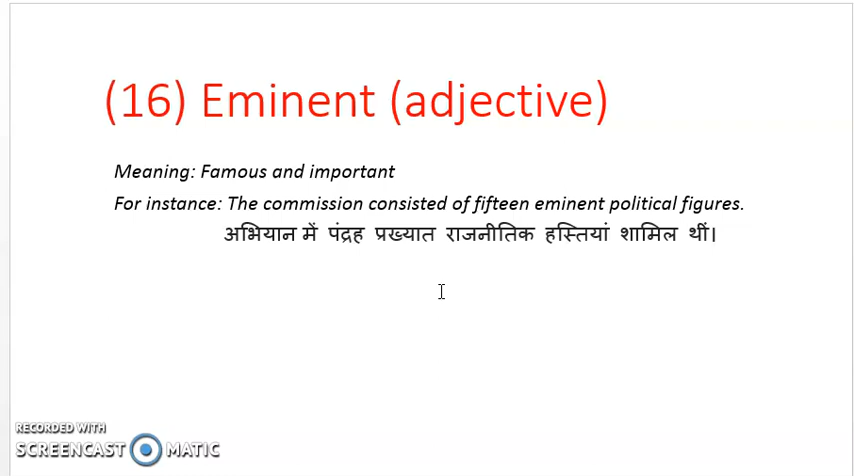 (16) Eminent (adjective)
Meaning: Famous and important
For instance: The commission consisted of fifteen eminent political figures.
अभियान में पंद्रह प्रख्यात राजनीतिक हस्तियां शामिल थीं।
RECORDED WITH
SCREENCAST MATIC